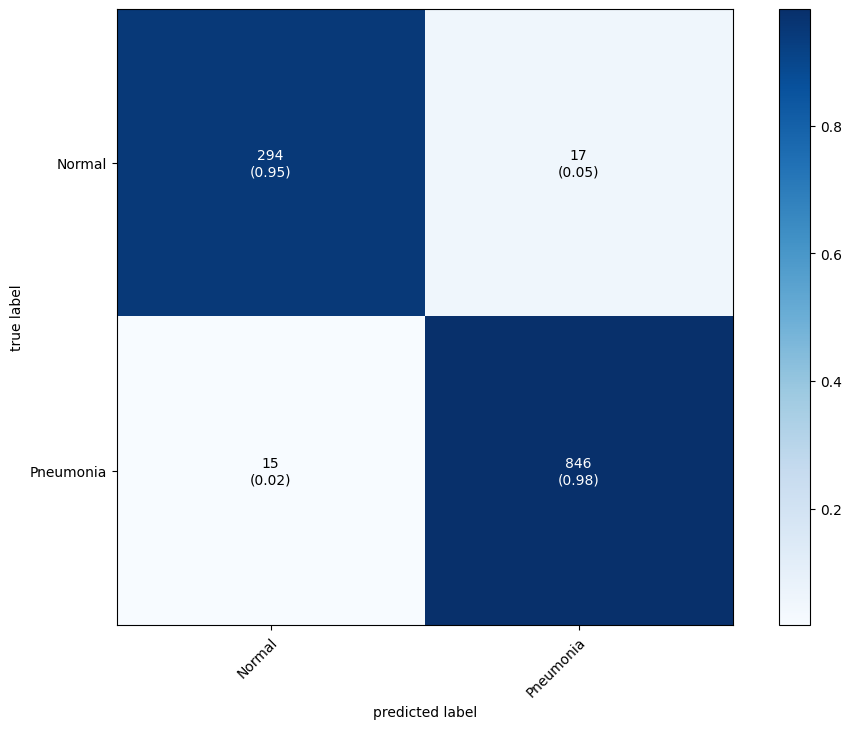 294
(0.95)
17
(0.05)
Normal
15
(0.02)
846
(0.98)
Pneumonia
true label
Normal
Pneumonia
predicted label
0.8
0.6
0.4
0.2